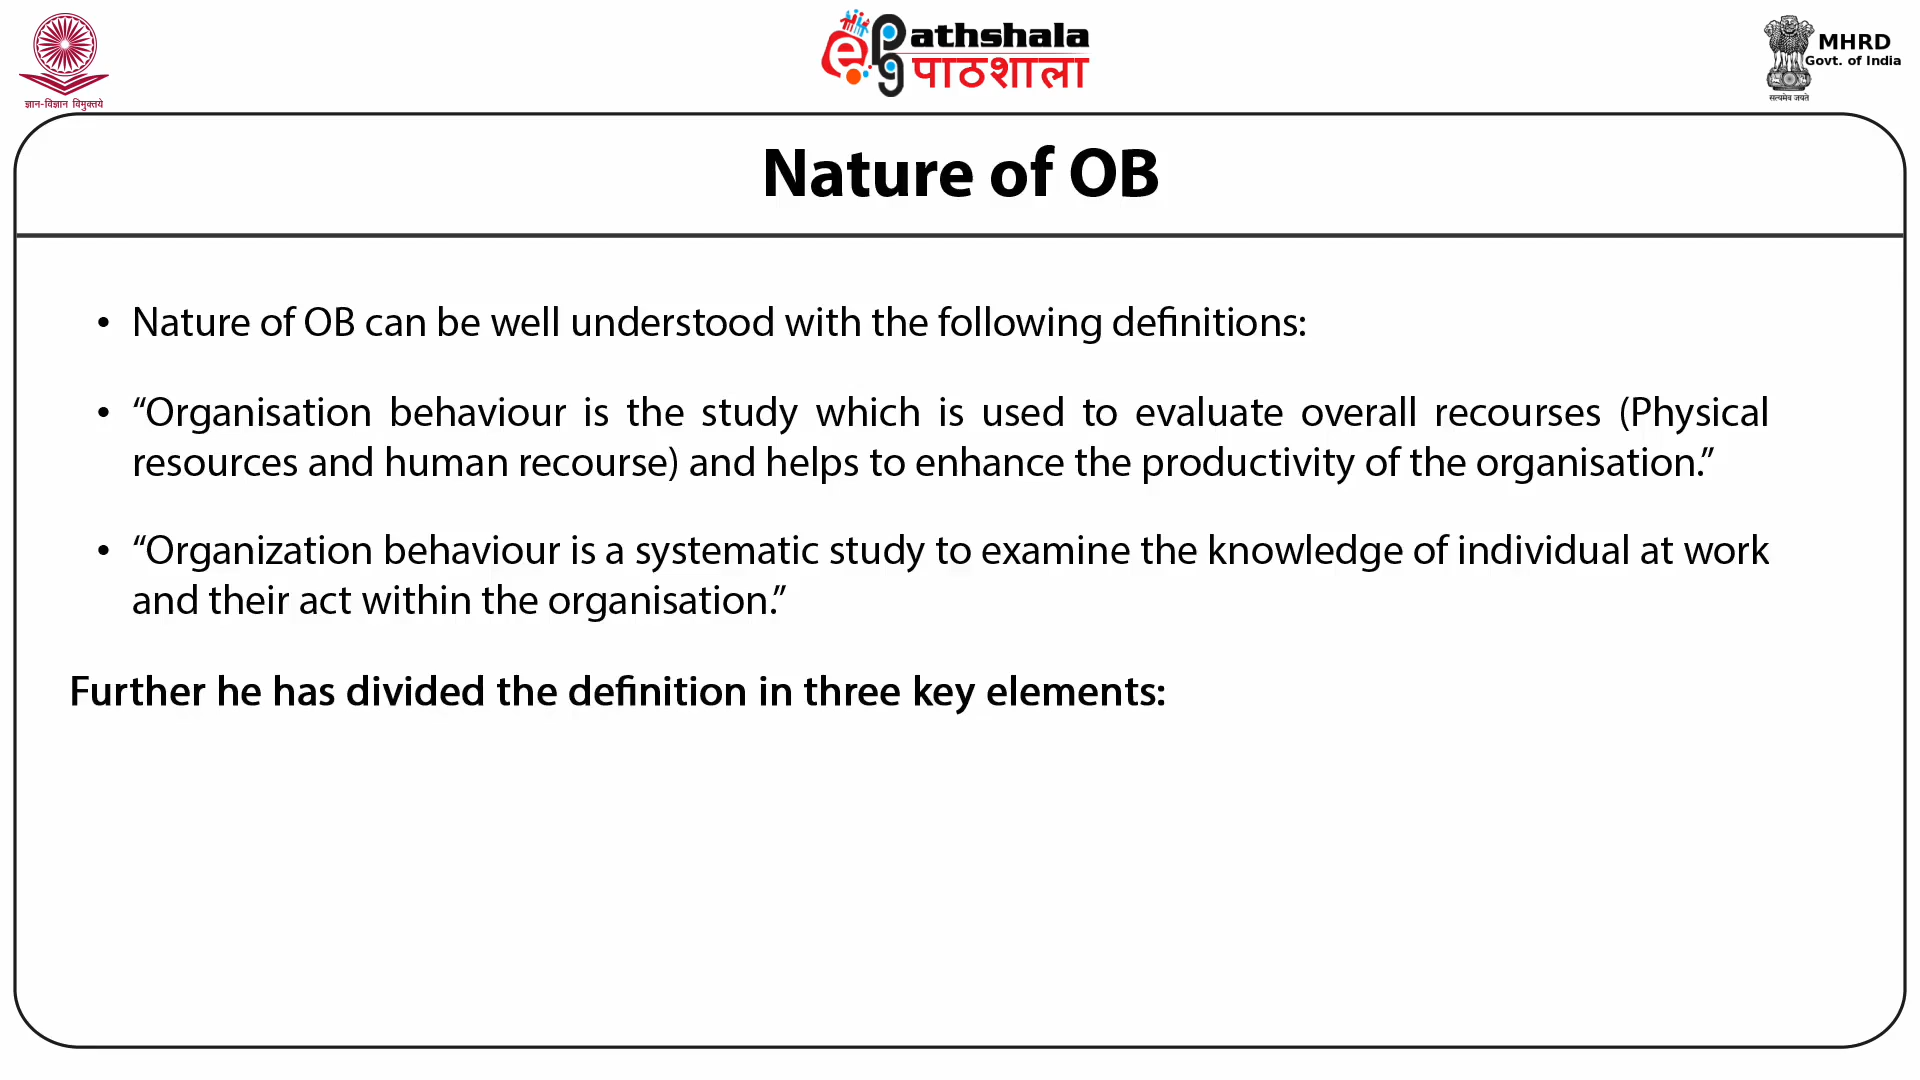 ज्ञान-विज्ञान विमुक्तये
ePathshala
पाठशाला
MHRD
Govt. of India
सत्यमेव जयते
Nature of OB
• Nature of OB can be well understood with the following definitions:
• “Organisation behaviour is the study which is used to evaluate overall recourses (Physical
resources and human recourse) and helps to enhance the productivity of the organisation.”
• “Organization behaviour is a systematic study to examine the knowledge of individual at work
and their act within the organisation.”
Further he has divided the definition in three key elements: